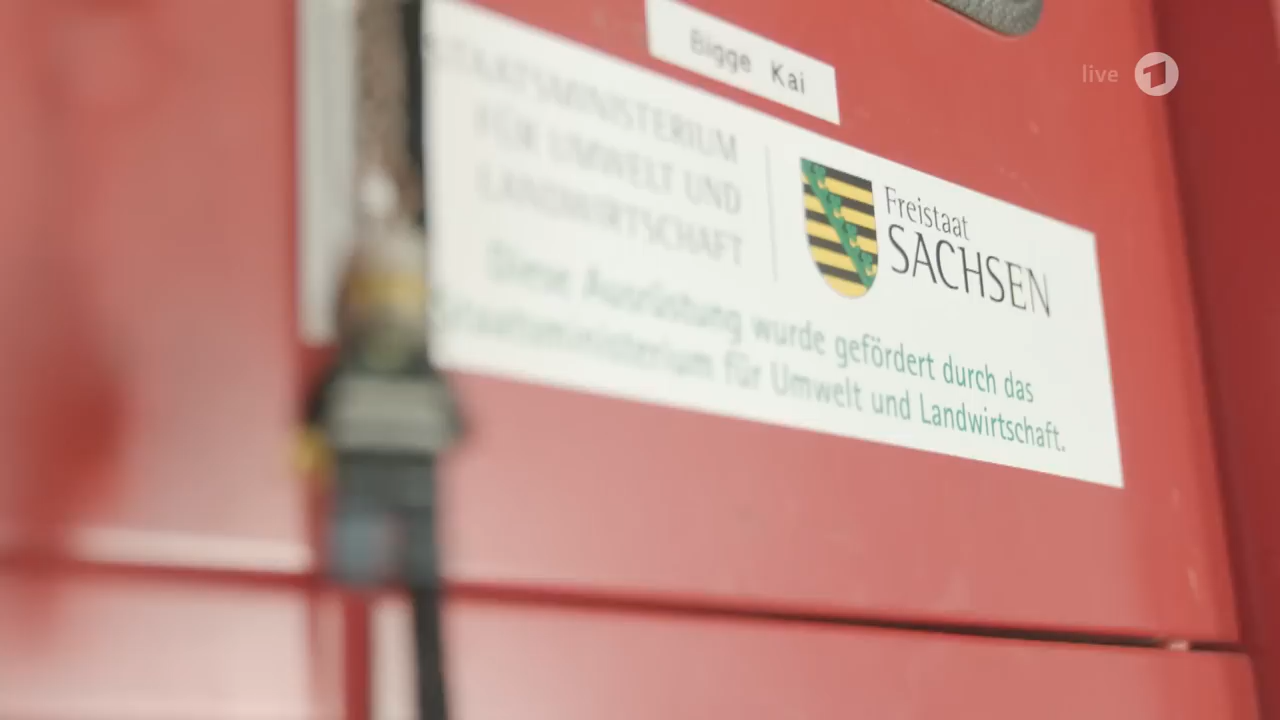 Bigge Kai
live
STAATSMINISTERIUM
FÜR UMWELT UND
LANDWIRTSCHAFT
Freistaat
SACHSEN
Diese Ausrüstung wurde gefördert durch das
Staatsministerium für Umwelt und Landwirtschaft.